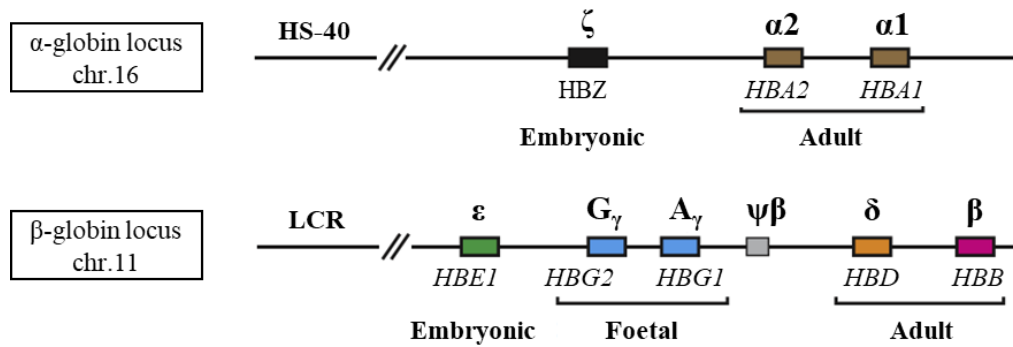 α-globin locus
chr.16
HS-40
ζ
α2
α1
HBZ
HBA2
HBA1
Embryonic
Adult
β-globin locus
chr.11
LCR
ε
Gγ
Aγ
ψβ
δ
β
HBE1
HBG2
HBG1
HBD
HBB
Embryonic
Foetal
Adult